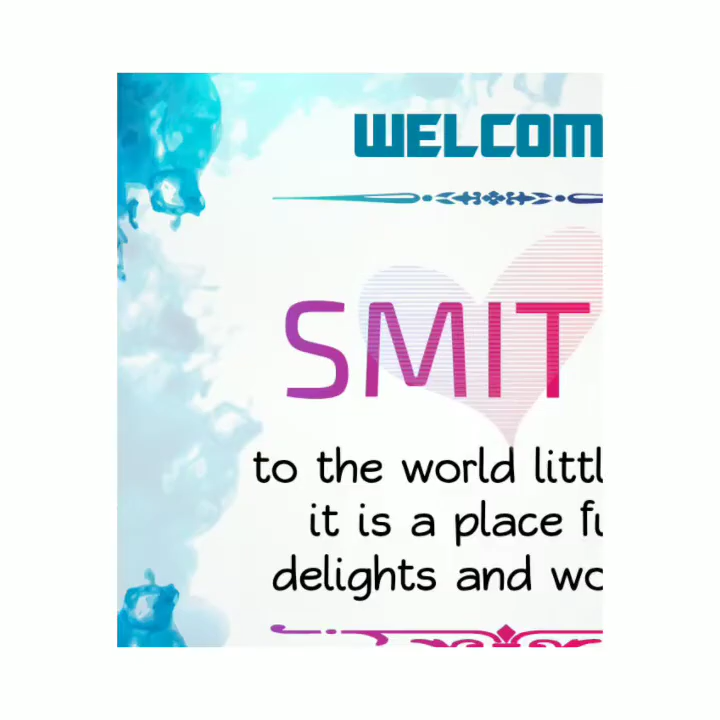 WELCOM
SMIT
to the world littl
it is a place fu
delights and wo